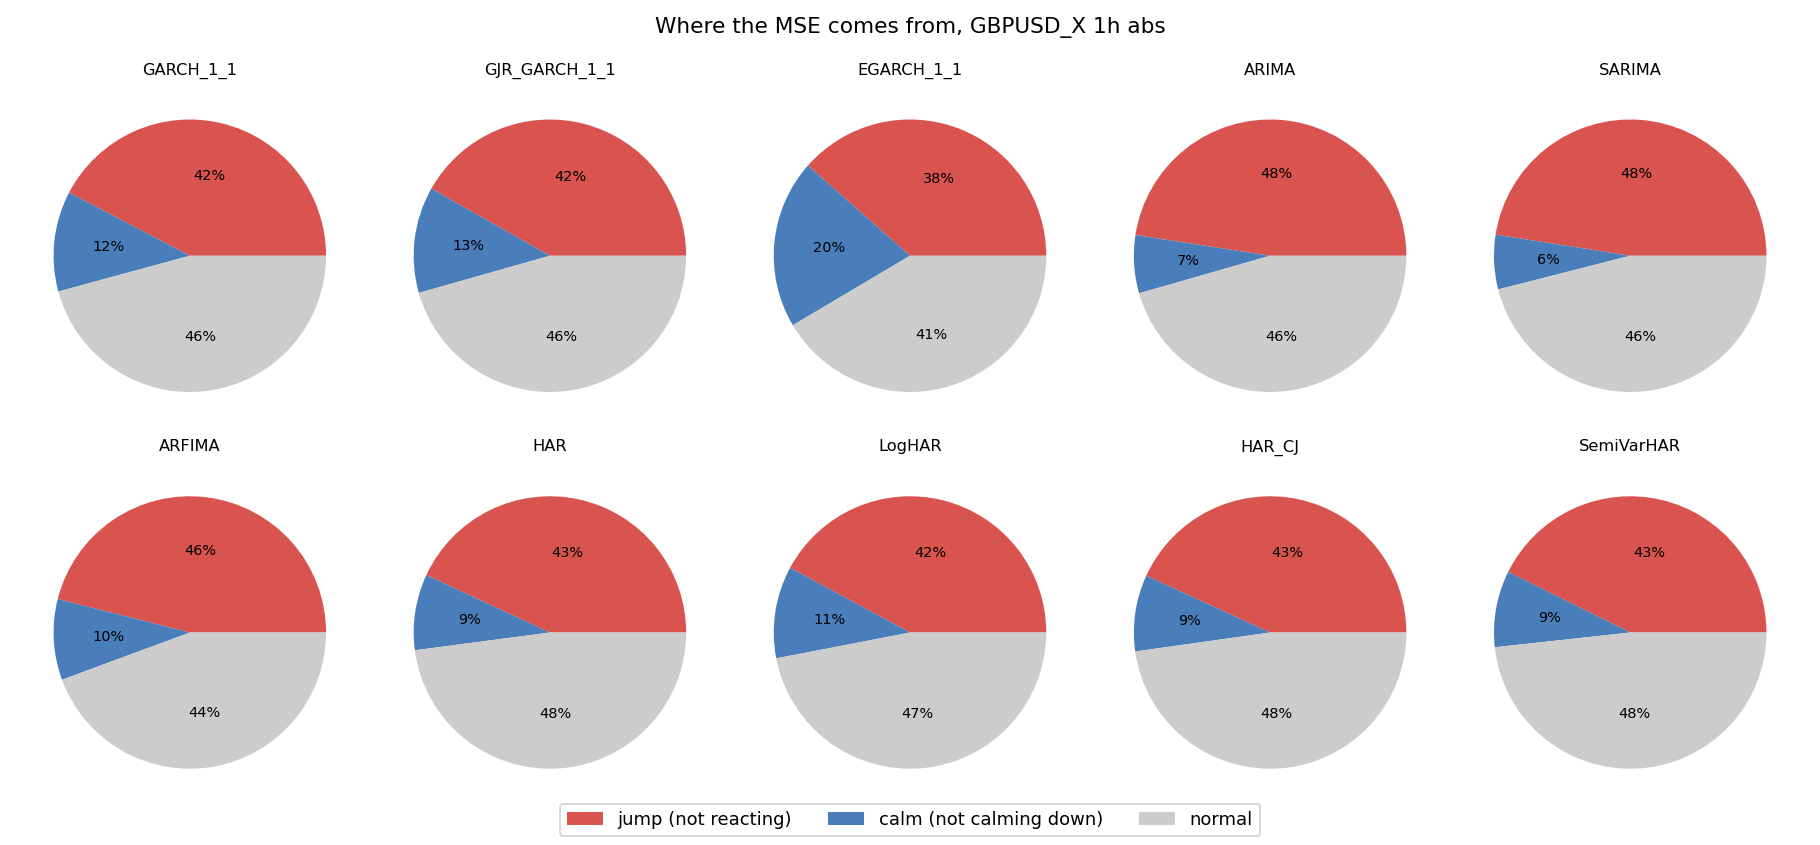 Where the MSE comes from, GBPUSD_X 1h abs
GARCH_1_1
GJR_GARCH_1_1
EGARCH_1_1
ARIMA
SARIMA
42%
12%
46%
42%
13%
46%
38%
20%
41%
48%
7%
46%
48%
6%
46%
ARFIMA
HAR
LogHAR
HAR_CJ
SemiVarHAR
46%
10%
44%
43%
9%
48%
42%
11%
47%
43%
9%
48%
43%
9%
48%
jump (not reacting)
calm (not calming down)
normal